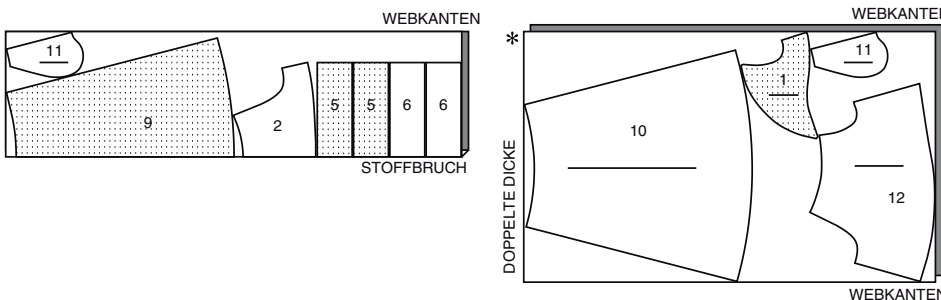 WEBKANTEN
11
9
2
5
5
6
6
STOFFBRUCH
WEBKANTEN
*
DOPPELTE DICKE
10
1
11
12
WEBKANTEN